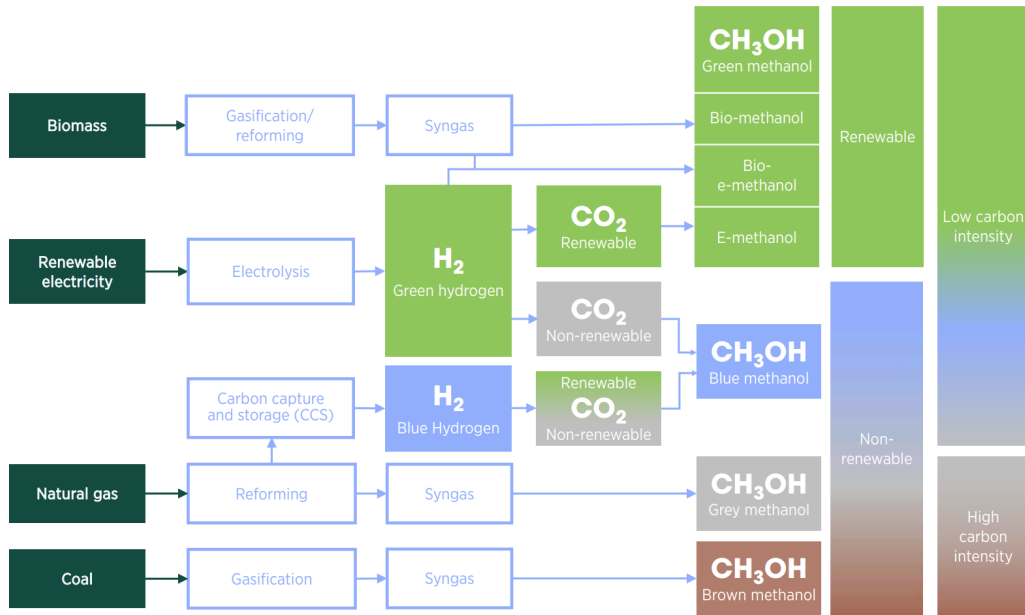 CH₃OH
Green methanol
Biomass
Gasification/
reforming
Syngas
Bio-methanol
Renewable
Bio-
e-methanol
Renewable
electricity
Electrolysis
H₂
Green hydrogen
CO₂
Renewable
E-methanol
Low carbon
intensity
CO₂
Non-renewable
CH₃OH
Blue methanol
Carbon capture
and storage (CCS)
H₂
Blue Hydrogen
Renewable
CO₂
Non-renewable
Non-
renewable
Natural gas
Reforming
Syngas
CH₃OH
Grey methanol
High
carbon
intensity
Coal
Gasification
Syngas
CH₃OH
Brown methanol